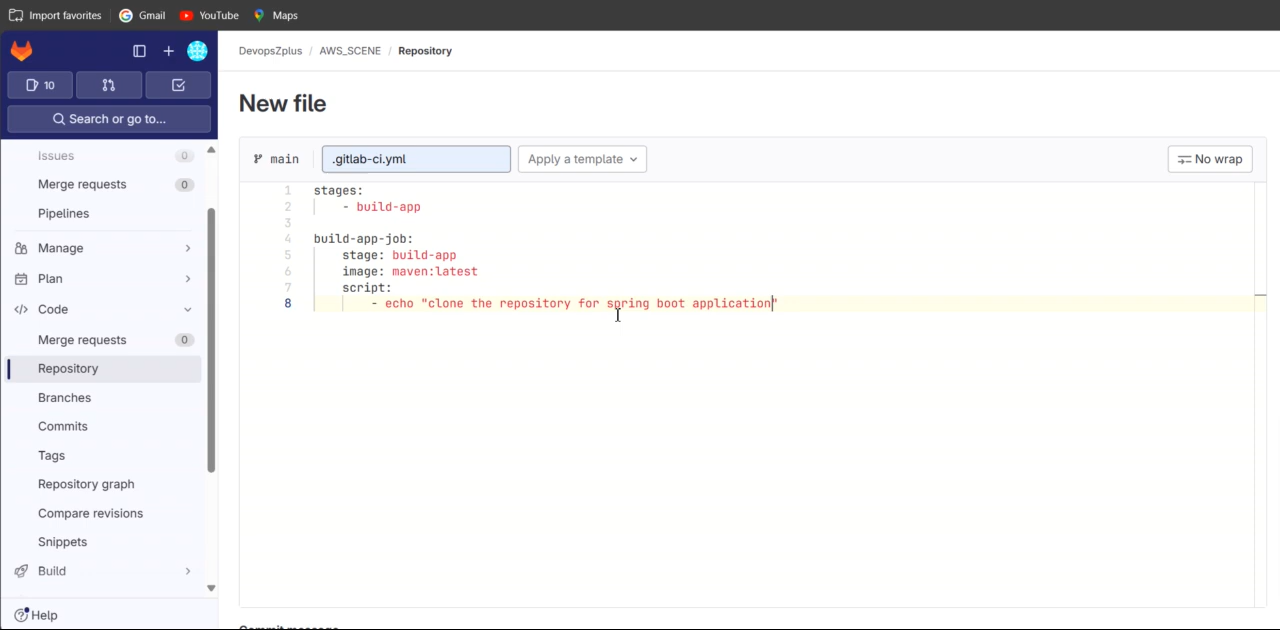 Import favorites Gmail YouTube Maps
10
Search or go to...
Issues 0
Merge requests 0
Pipelines
Manage
Plan
Code
Merge requests 0
Repository
Branches
Commits
Tags
Repository graph
Compare revisions
Snippets
Build
Help
DevopsZplus / AWS_SCENE / Repository
New file
main .gitlab-ci.yml Apply a template No wrap
1 stages:
2 - build-app
3
4 build-app-job:
5 stage: build-app
6 image: maven:latest
7 script:
8 - echo "clone the repository for spring boot application"
Commit message